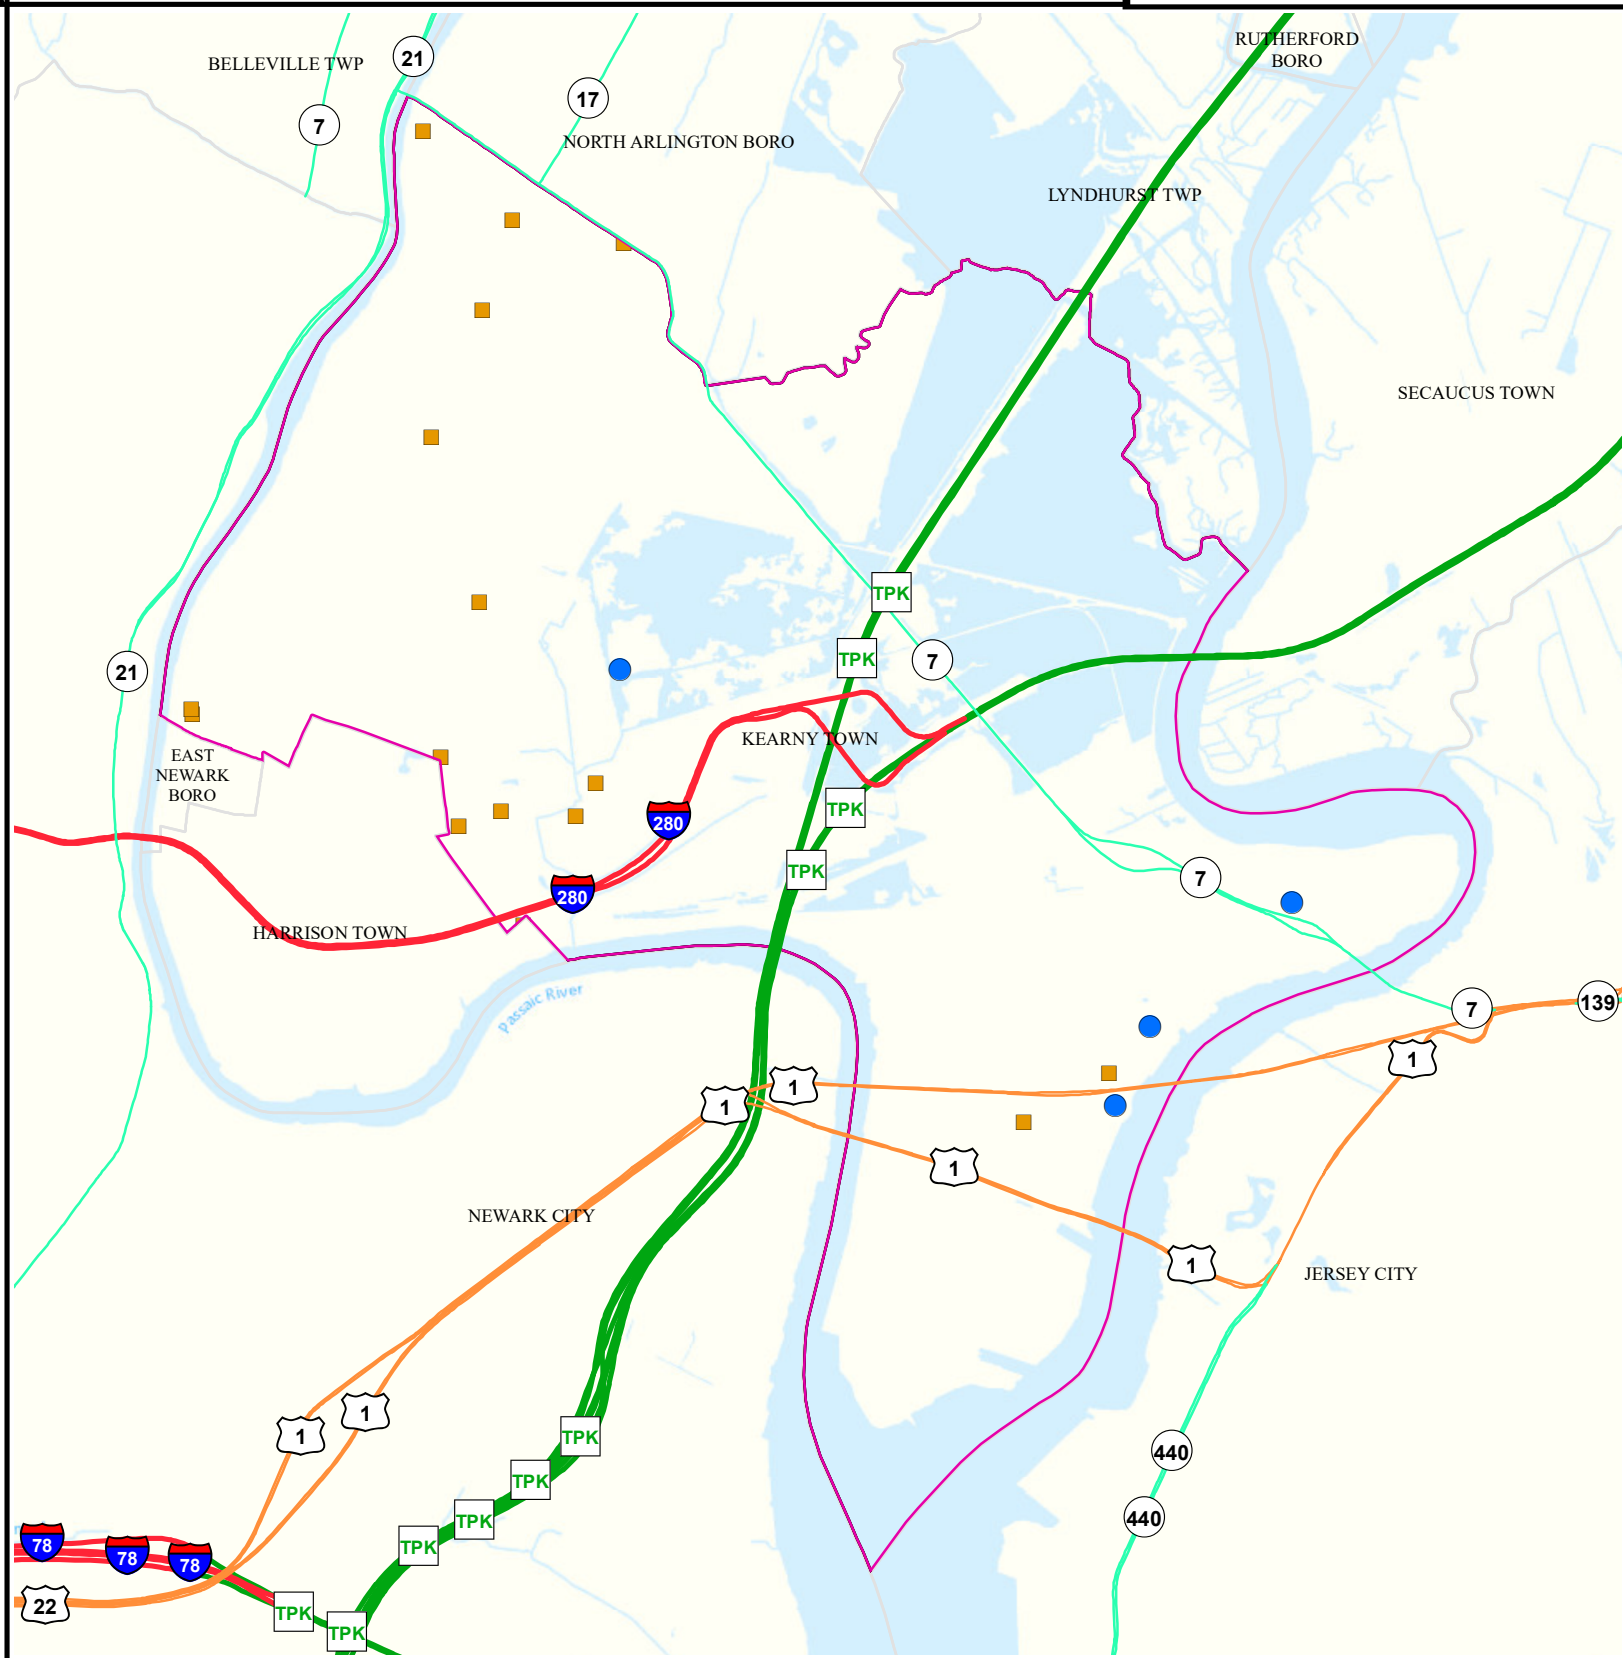 RUTHERFORD
BORO
BELLEVILLE TWP
21
17
7
NORTH ARLINGTON BORO
LYNDHURST TWP
SECAUCUS TOWN
TPK
TPK
7
21
KEARNY TOWN
EAST
NEWARK
BORO
TPK
280
TPK
7
280
HARRISON TOWN
Passaic River
139
7
1
1
1
1
NEWARK CITY
1
JERSEY CITY
1
1
TPK
440
TPK
440
TPK
TPK
78
78
78
22
TPK
TPK